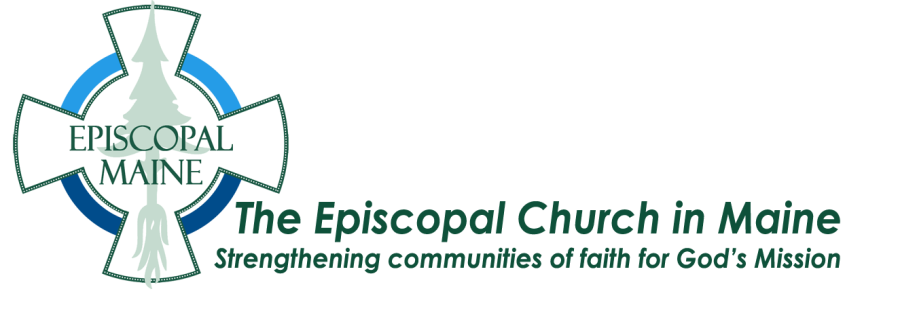 EPISCOPAL
MAINE
The Episcopal Church in Maine
Strengthening communities of faith for God's Mission